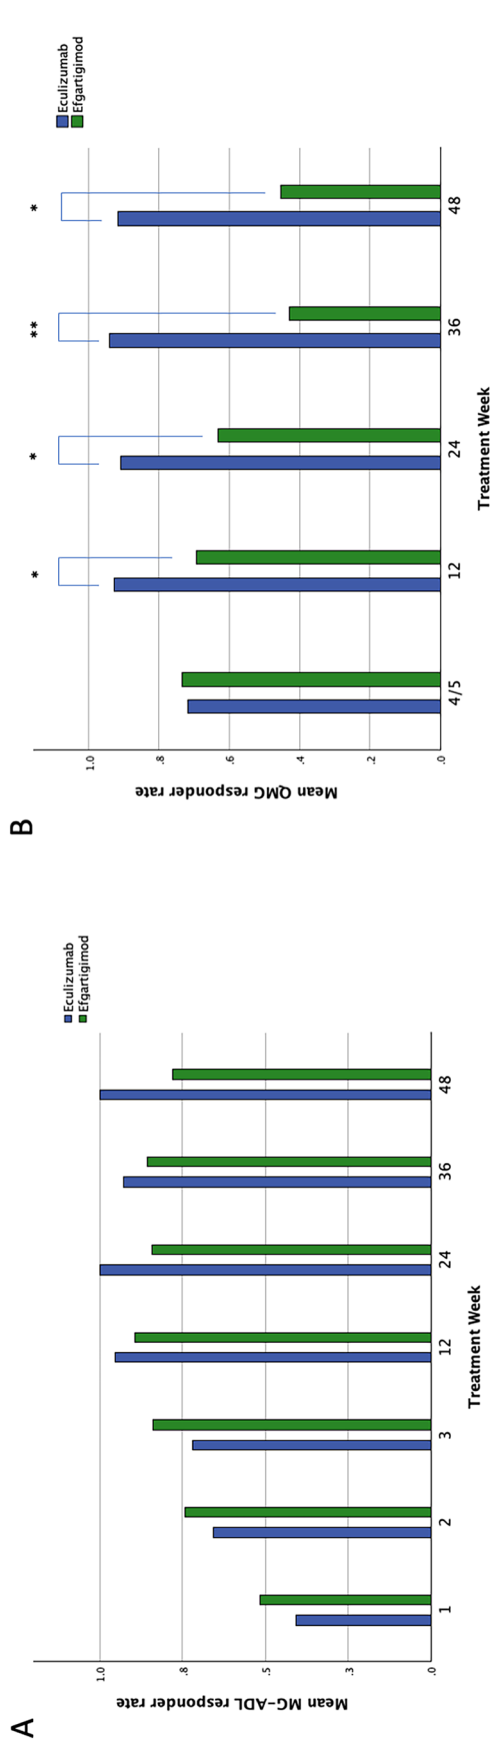 A
Eculizumab
Efgartigimod
Mean MG-ADL responder rate
1.0
.8
.5
.3
.0
1
2
3
12
24
36
48
Treatment Week
B
Eculizumab
Efgartigimod
Mean QMG responder rate
1.0
.8
.6
.4
.2
.0
*
*
**
*
4/5
12
24
36
48
Treatment Week